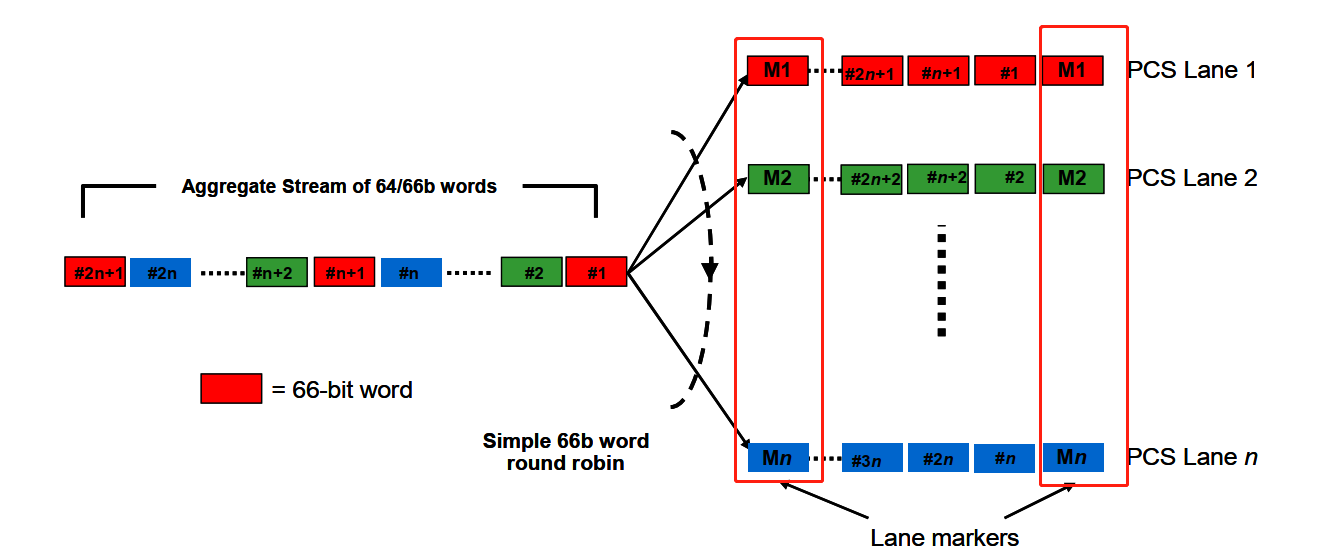 M1 #2n+1 #n+1 #1 M1 PCS Lane 1
M2 #2n+2 #n+2 #2 M2 PCS Lane 2
Aggregate Stream of 64/66b words
#2n+1 #2n #n+2 #n+1 #n #2 #1
= 66-bit word
Simple 66b word
round robin
Mn #3n #2n #n Mn PCS Lane n
Lane markers